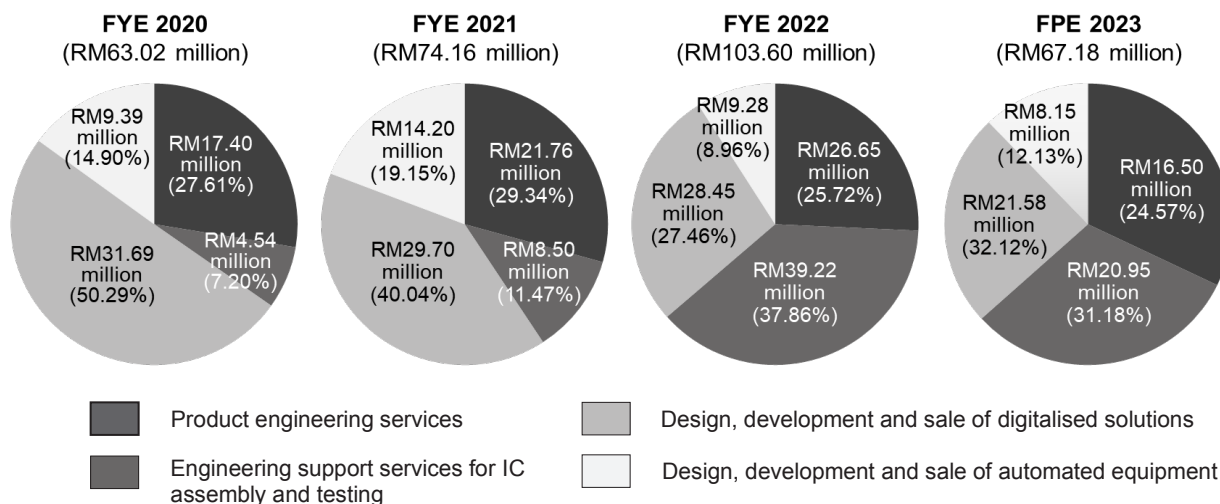 FYE 2020
(RM63.02 million)
RM9.39
million
(14.90%)
RM17.40
million
(27.61%)
RM4.54
million
(7.20%)
RM31.69
million
(50.29%)
FYE 2021
(RM74.16 million)
RM14.20
million
(19.15%)
RM21.76
million
(29.34%)
RM8.50
million
(11.47%)
RM29.70
million
(40.04%)
FYE 2022
(RM103.60 million)
RM9.28
million
(8.96%)
RM26.65
million
(25.72%)
RM28.45
million
(27.46%)
RM39.22
million
(37.86%)
FPE 2023
(RM67.18 million)
RM8.15
million
(12.13%)
RM16.50
million
(24.57%)
RM21.58
million
(32.12%)
RM20.95
million
(31.18%)
Product engineering services
Design, development and sale of digitalised solutions
Engineering support services for IC
assembly and testing
Design, development and sale of automated equipment